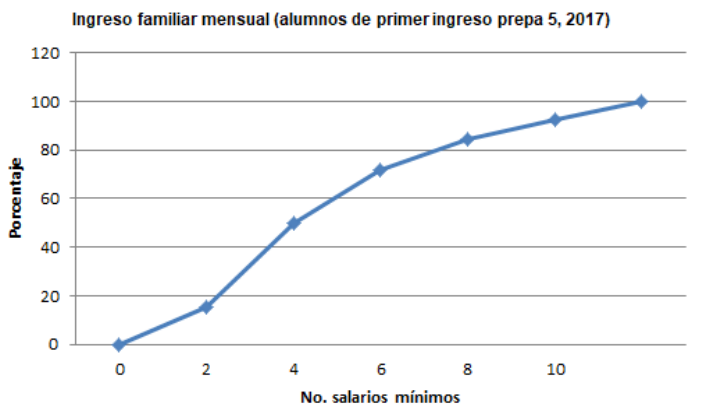 Ingreso familiar mensual (alumnos de primer ingreso prepa 5, 2017)
120
100
80
60
40
20
0
Porcentaje
0 2 4 6 8 10
No. salarios mínimos